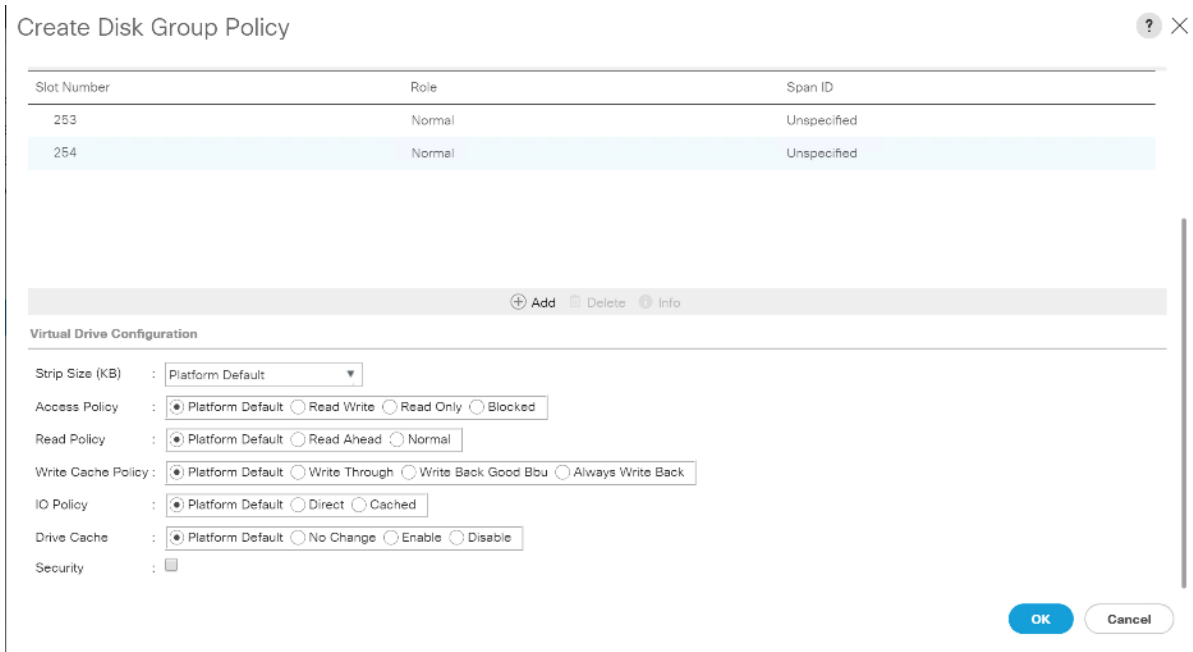 Create Disk Group Policy ? ×
Slot Number Role Span ID
253 Normal Unspecified
254 Normal Unspecified
Add Delete Info
Virtual Drive Configuration
Strip Size (KB) : Platform Default
Access Policy : Platform Default Read Write Read Only Blocked
Read Policy : Platform Default Read Ahead Normal
Write Cache Policy : Platform Default Write Through Write Back Good Bbu Always Write Back
IO Policy : Platform Default Direct Cached
Drive Cache : Platform Default No Change Enable Disable
Security :
OK Cancel